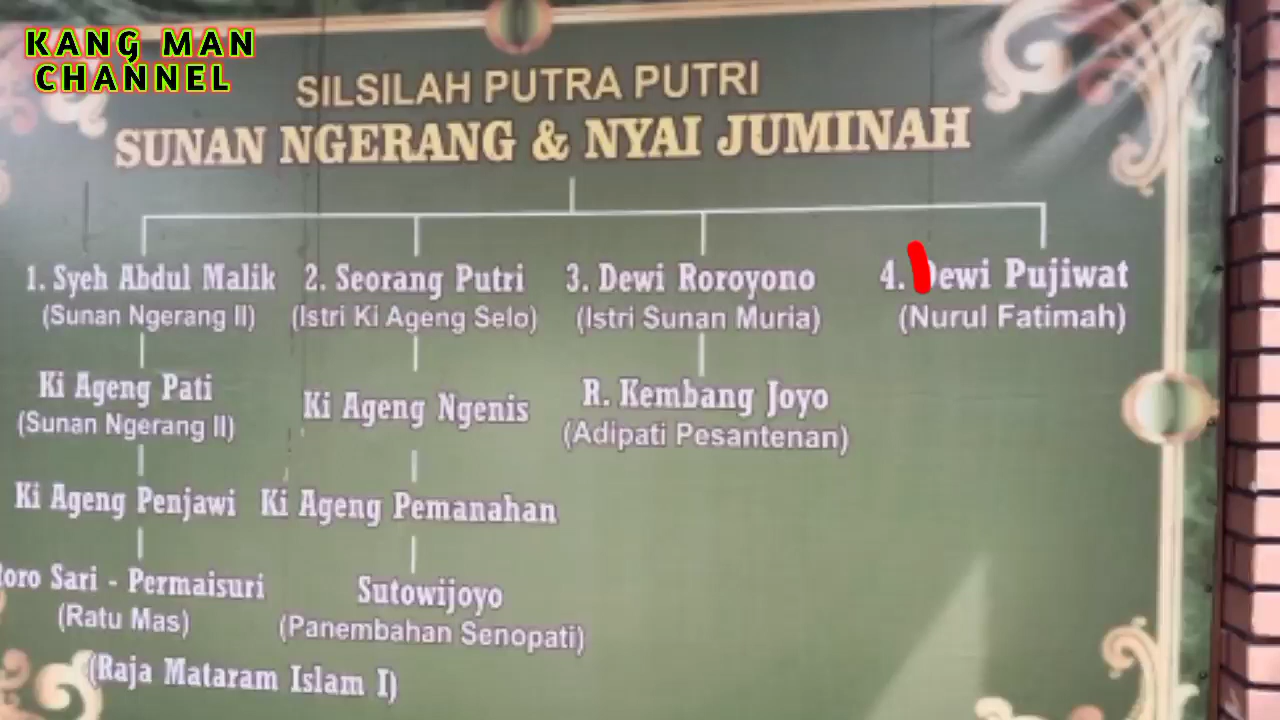 KANG MAN
CHANNEL
SILSILAH PUTRA PUTRI
SUNAN NGERANG & NYAI JUMINAH
1. Syeh Abdul Malik
(Sunan Ngerang II)
Ki Ageng Pati
(Sunan Ngerang II)
Ki Ageng Penjawi
Sari - Permaisuri
(Ratu Mas)
2. Seorang Putri
(Istri Ki Ageng Selo)
Ki Ageng Ngenis
Ki Ageng Pemanahan
Sutowijoyo
(Panembahan Senopati)
(Raja Mataram Islam I)
3. Dewi Roroyono
(Istri Sunan Muria)
R. Kembang Joyo
(Adipati Pesantenan)
4. Dewi Pujiwat
(Nurul Fatimah)